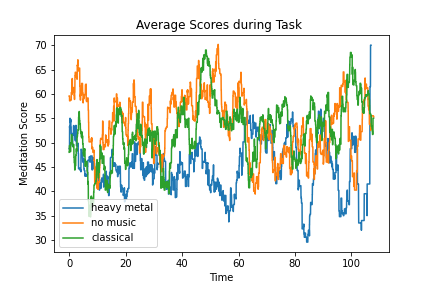 Average Scores during Task
70
65
60
55
50
45
40
35
30
Meditation Score
heavy metal
no music
classical
0
20
40
60
80
100
Time